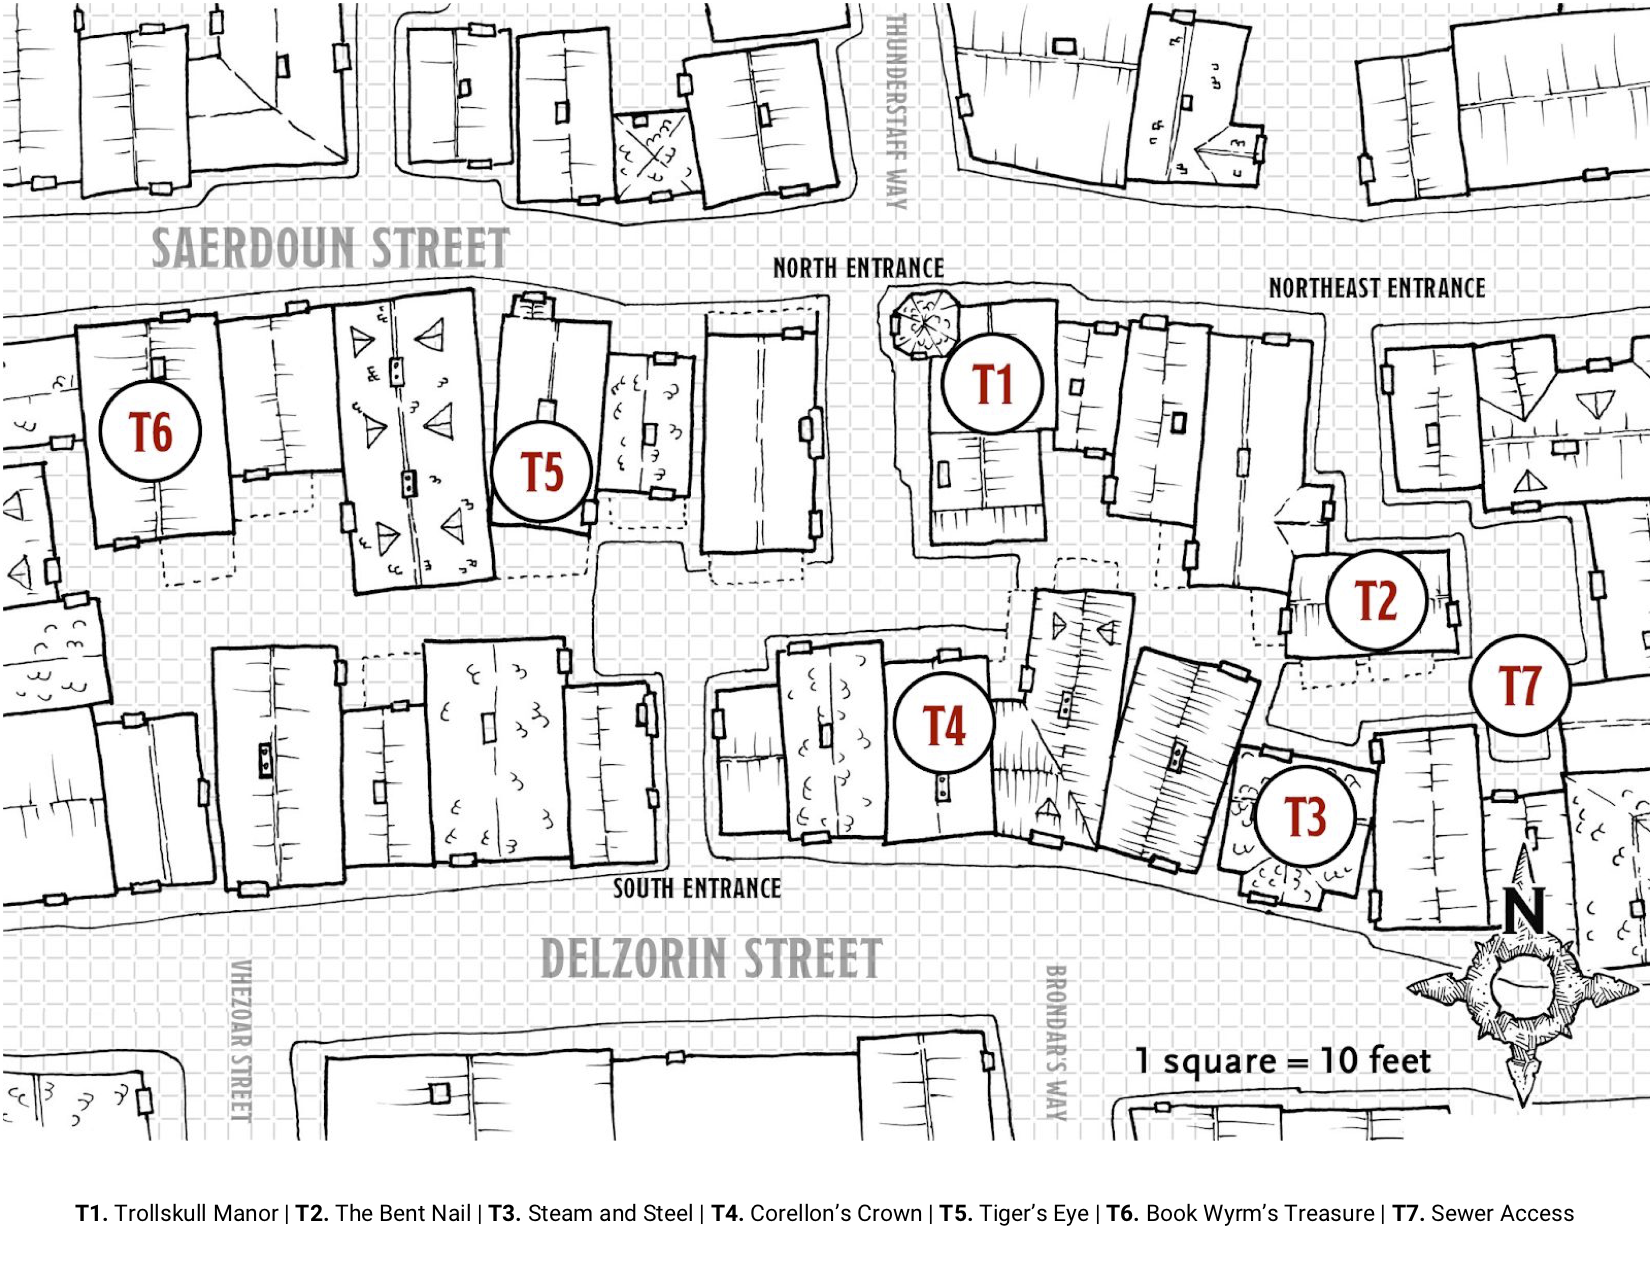 THUNDERSTAFF WAY
SAERDOUN STREET
NORTH ENTRANCE
NORTHEAST ENTRANCE
T1
T6
T5
T2
T7
T4
T3
SOUTH ENTRANCE
N
DELZORIN STREET
VHEZOAR STREET
BRONDAR'S WAY
1 square = 10 feet
T1. Trollskull Manor | T2. The Bent Nail | T3. Steam and Steel | T4. Corellon’s Crown | T5. Tiger’s Eye | T6. Book Wyrm’s Treasure | T7. Sewer Access